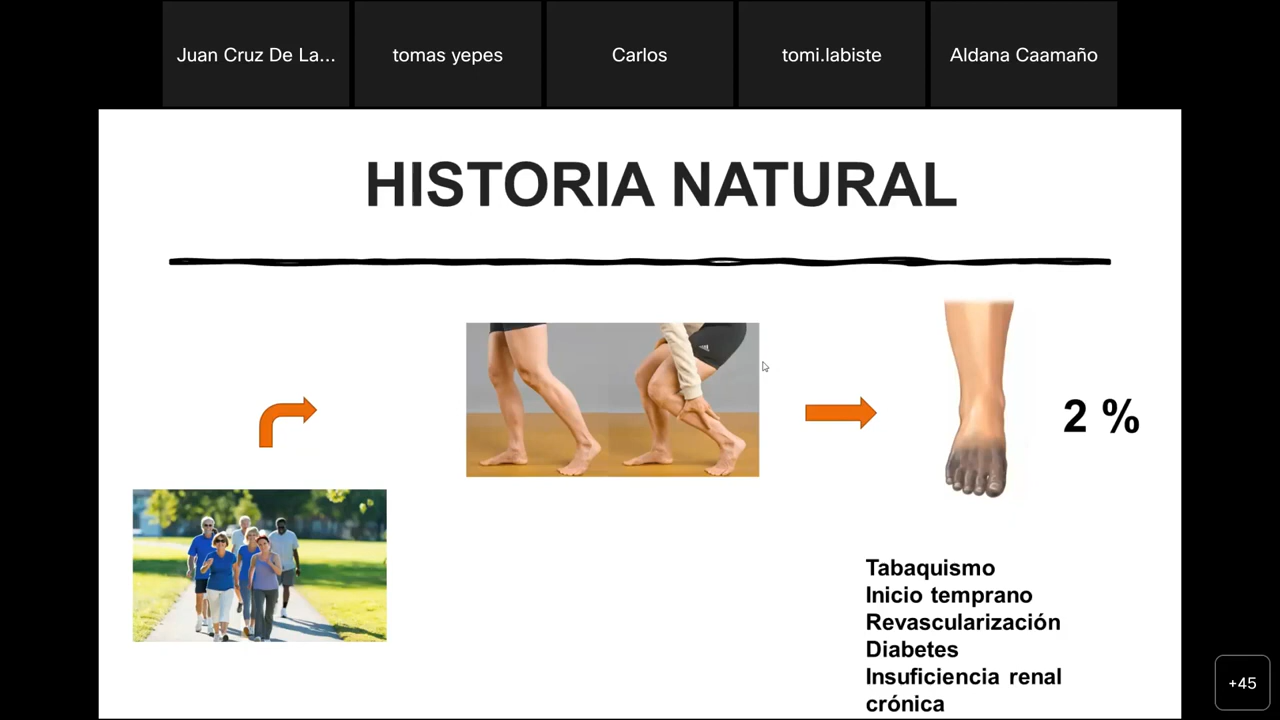 Juan Cruz De La...
tomas yepes
Carlos
tomi.labiste
Aldana Caamaño
HISTORIA NATURAL
2 %
Tabaquismo
Inicio temprano
Revascularización
Diabetes
Insuficiencia renal
crónica
+45